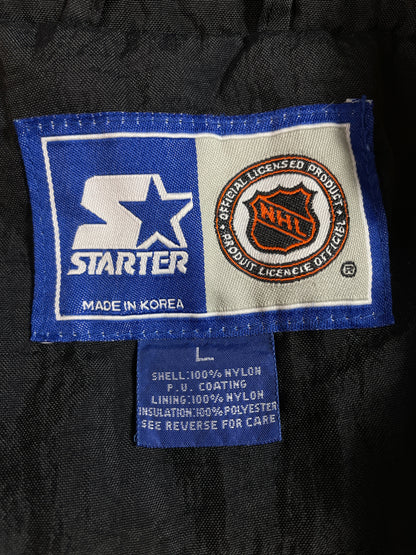 STARTER
MADE IN KOREA
OFFICIAL LICENSED PRODUCT
NHL
PRODUIT LICENCIE OFFICIEL
®
L
SHELL:100% NYLON
P.U. COATING
LINING:100% NYLON
INSULATION:100% POLYESTER
SEE REVERSE FOR CARE